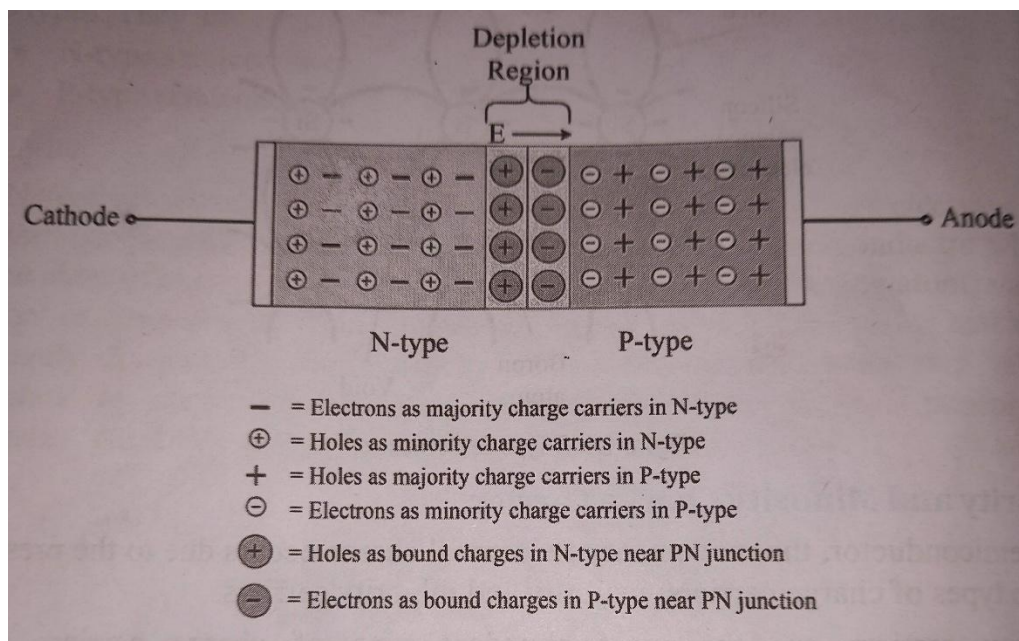 Depletion
Region
E
Cathode
Anode
N-type
P-type
− = Electrons as majority charge carriers in N-type
⊕ = Holes as minority charge carriers in N-type
+ = Holes as majority charge carriers in P-type
⊖ = Electrons as minority charge carriers in P-type
+ = Holes as bound charges in N-type near PN junction
− = Electrons as bound charges in P-type near PN junction